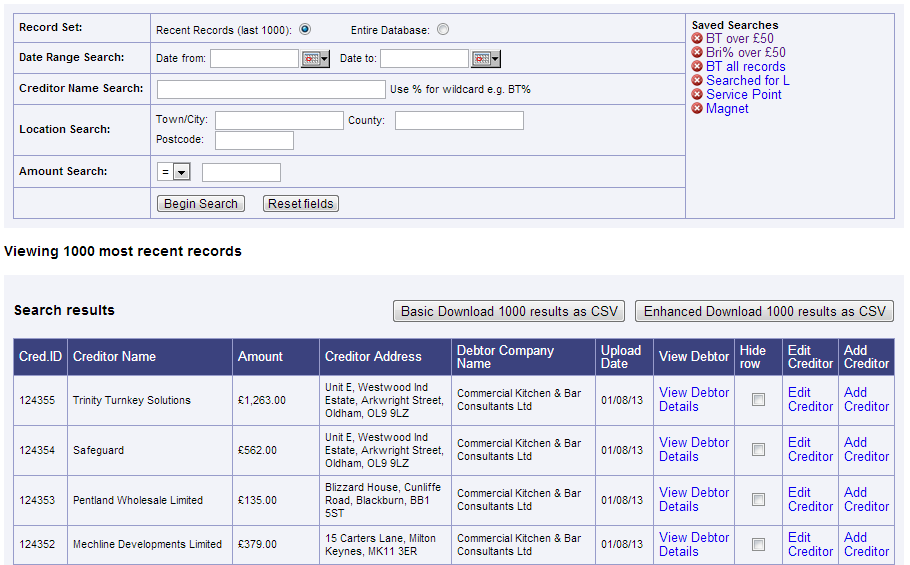 Record Set: Recent Records (last 1000): Entire Database:
Date Range Search: Date from: Date to:
Creditor Name Search: Use % for wildcard e.g. BT%
Location Search: Town/City: County:
Postcode:
Amount Search: =
Begin Search Reset fields
Saved Searches
BT over £50
Bri% over £50
BT all records
Searched for L
Service Point
Magnet
Viewing 1000 most recent records
Search results Basic Download 1000 results as CSV Enhanced Download 1000 results as CSV
Cred.ID Creditor Name Amount Creditor Address Debtor Company Name Upload Date View Debtor Hide row Edit Creditor Add Creditor
124355 Trinity Turnkey Solutions £1,263.00 Unit E, Westwood Ind Estate, Arkwright Street, Oldham, OL9 9LZ Commercial Kitchen & Bar Consultants Ltd 01/08/13 View Debtor Details Edit Creditor Add Creditor
124354 Safeguard £562.00 Unit E, Westwood Ind Estate, Arkwright Street, Oldham, OL9 9LZ Commercial Kitchen & Bar Consultants Ltd 01/08/13 View Debtor Details Edit Creditor Add Creditor
124353 Pentland Wholesale Limited £135.00 Blizzard House, Cunliffe Road, Blackburn, BB1 5ST Commercial Kitchen & Bar Consultants Ltd 01/08/13 View Debtor Details Edit Creditor Add Creditor
124352 Mechline Developments Limited £379.00 15 Carters Lane, Milton Keynes, MK11 3ER Commercial Kitchen & Bar Consultants Ltd 01/08/13 View Debtor Details Edit Creditor Add Creditor